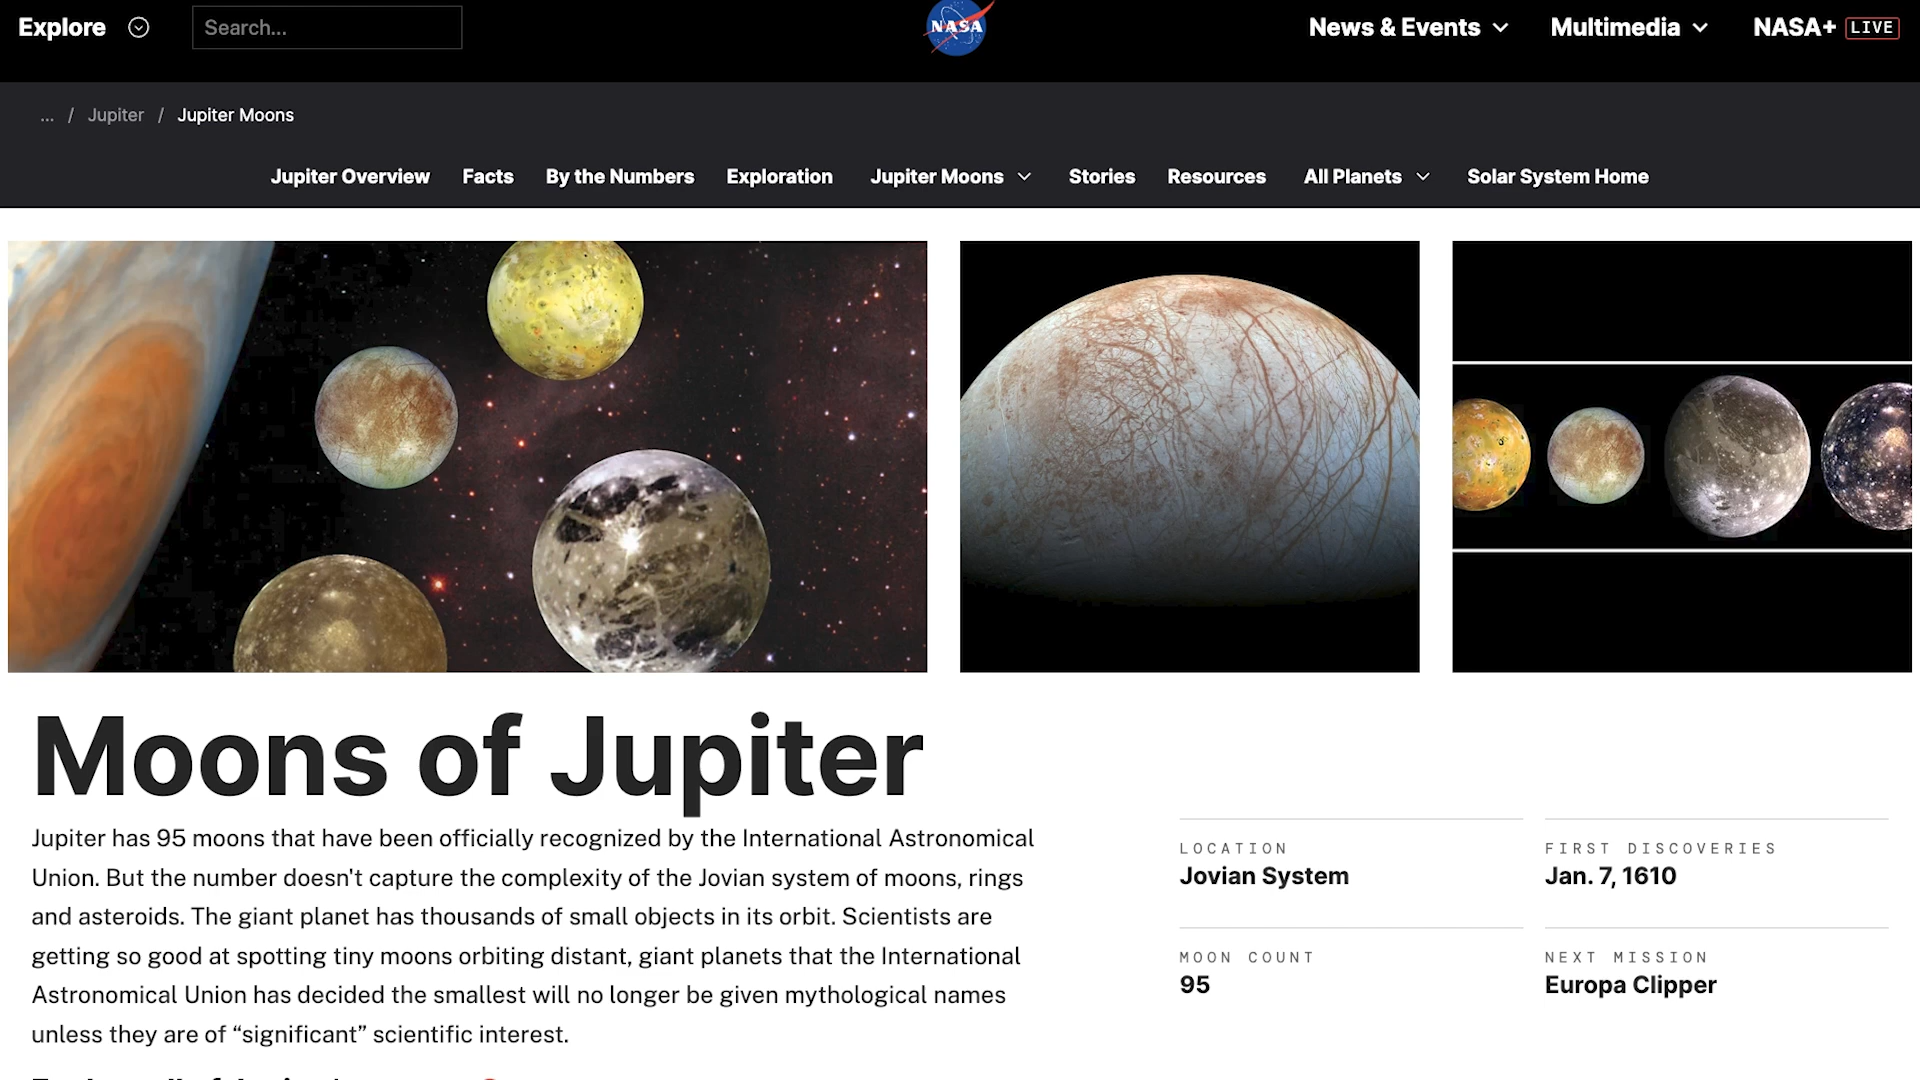 Explore
Search...
NASA
News & Events
Multimedia
NASA+ LIVE
... / Jupiter / Jupiter Moons
Jupiter Overview
Facts
By the Numbers
Exploration
Jupiter Moons
Stories
Resources
All Planets
Solar System Home
Moons of Jupiter
Jupiter has 95 moons that have been officially recognized by the International Astronomical
Union. But the number doesn't capture the complexity of the Jovian system of moons, rings
and asteroids. The giant planet has thousands of small objects in its orbit. Scientists are
getting so good at spotting tiny moons orbiting distant, giant planets that the International
Astronomical Union has decided the smallest will no longer be given mythological names
unless they are of “significant” scientific interest.
LOCATION
Jovian System
FIRST DISCOVERIES
Jan. 7, 1610
MOON COUNT
95
NEXT MISSION
Europa Clipper